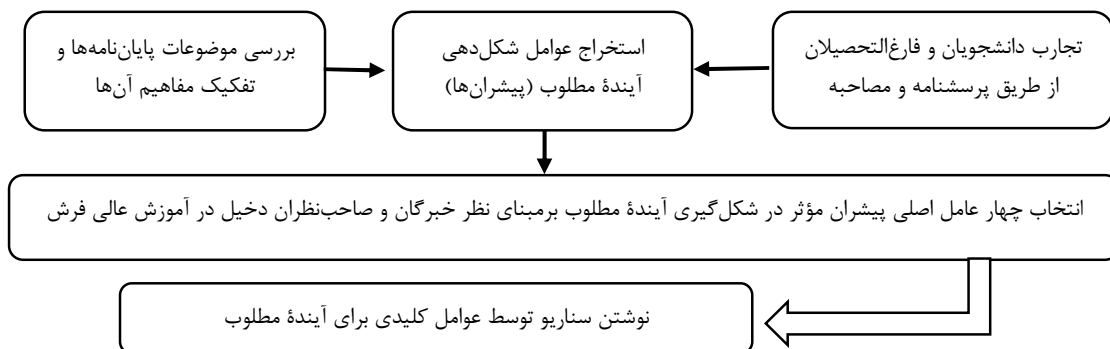 تجارب دانشجویان و فارغ‌التحصیلان
از طریق پرسشنامه و مصاحبه
استخراج عوامل شکل‌دهی
آیندهٔ مطلوب (پیشران‌ها)
بررسی موضوعات پایان‌نامه‌ها و
تفکیک مفاهیم آن‌ها
انتخاب چهار عامل اصلی پیشران مؤثر در شکل‌گیری آیندهٔ مطلوب برمبنای نظر خبرگان و صاحب‌نظران دخیل در آموزش عالی فرش
نوشتن سناریو توسط عوامل کلیدی برای آیندهٔ مطلوب